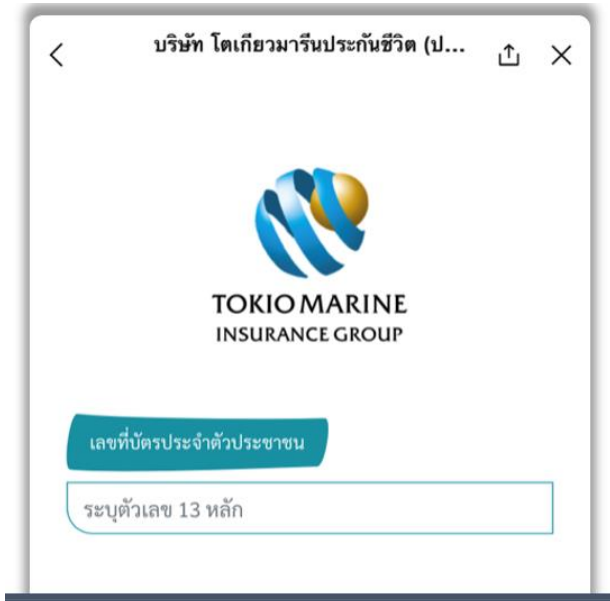 บริษัท โตเกียวมารีนประกันชีวิต (ป...
TOKIO MARINE
INSURANCE GROUP
เลขที่บัตรประจำตัวประชาชน
ระบุตัวเลข 13 หลัก